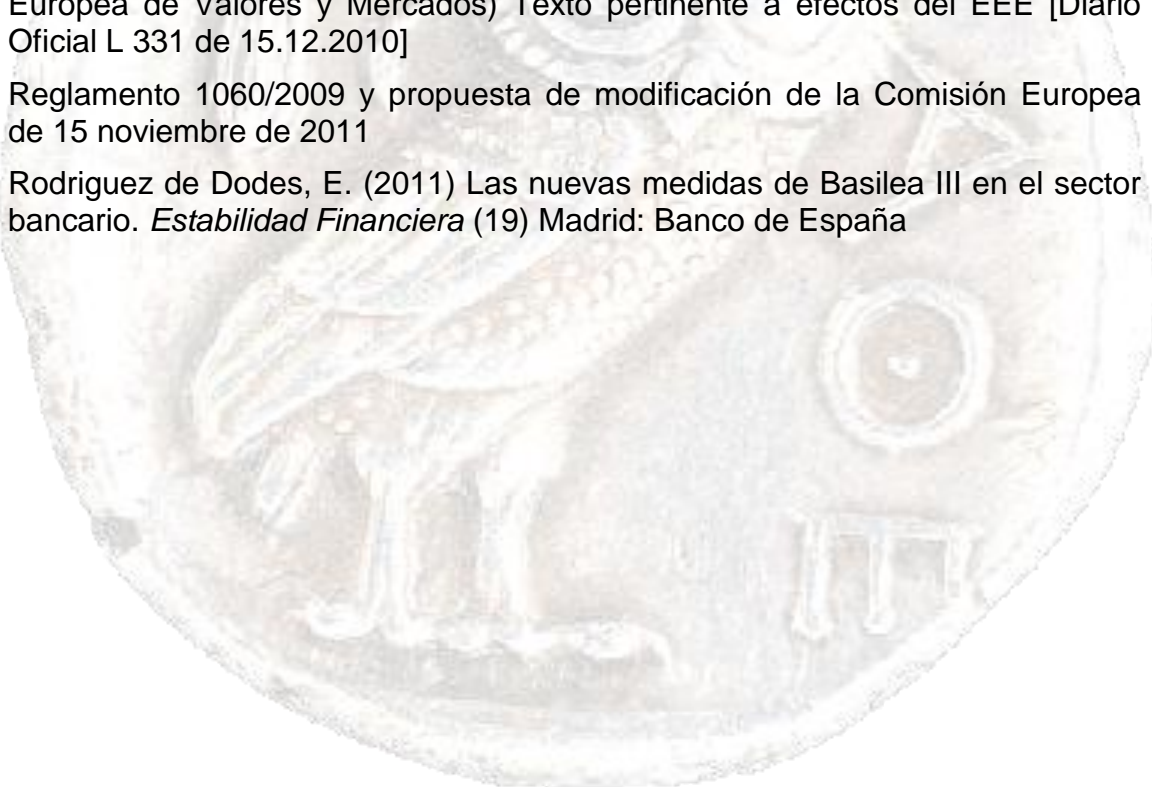 Europea de Valores y Mercados) Texto pertinente a efectos del EEE [Diario
Oficial L 331 de 15.12.2010]
Reglamento 1060/2009 y propuesta de modificación de la Comisión Europea
de 15 noviembre de 2011
Rodriguez de Dodes, E. (2011) Las nuevas medidas de Basilea III en el sector
bancario. Estabilidad Financiera (19) Madrid: Banco de España